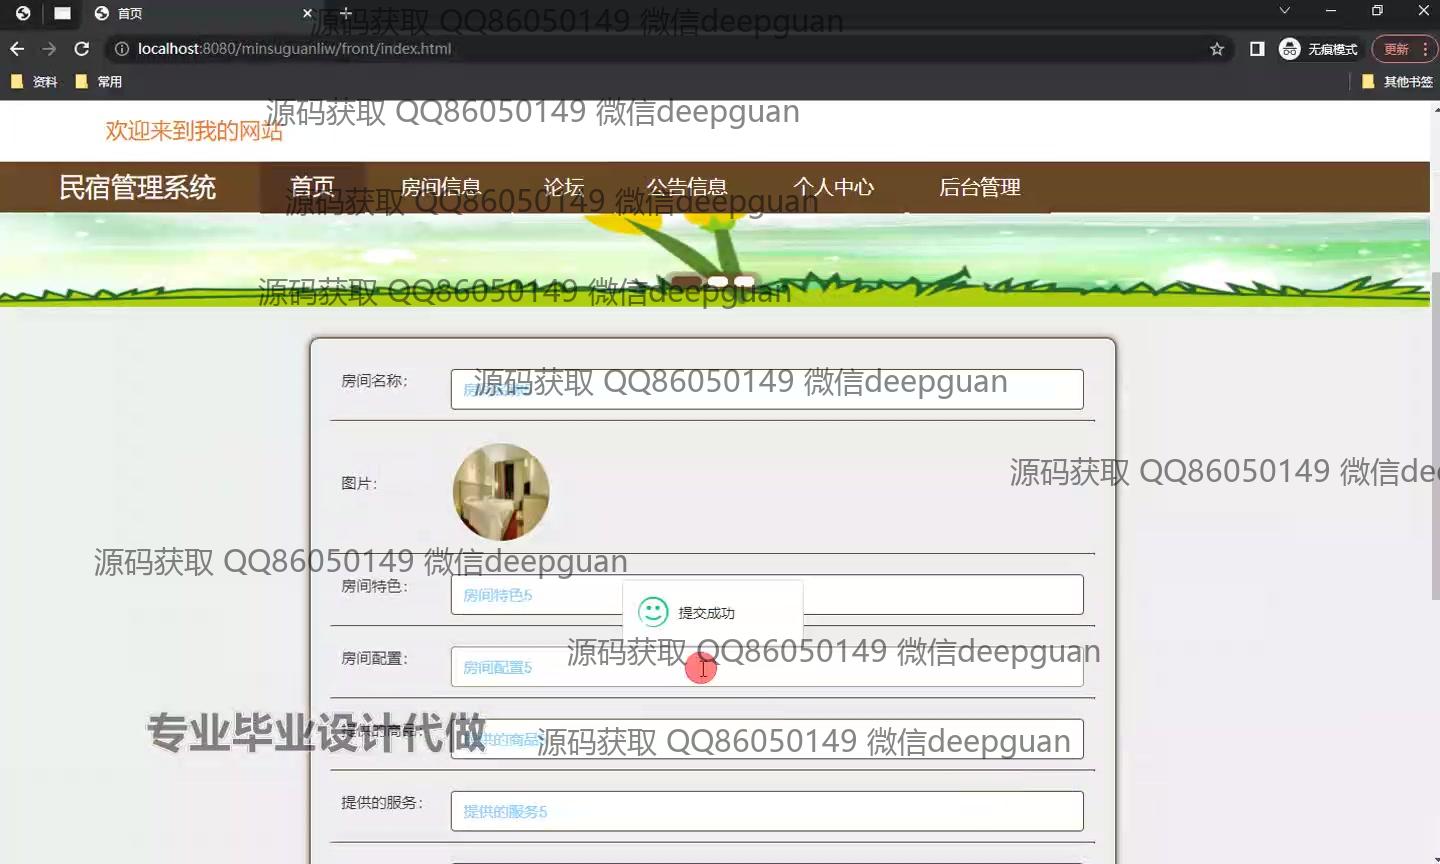 首页
localhost:8080/minsuguanliw/front/index.html
无痕模式
更新
资料
常用
其他书签
源码获取 QQ86050149 微信deepguan
源码获取 QQ86050149 微信deepguan
欢迎来到我的网站
民宿管理系统
首页
房间信息
论坛
公告信息
个人中心
后台管理
源码获取 QQ86050149 微信deepguan
源码获取 QQ86050149 微信deepguan
房间名称:
源码获取 QQ86050149 微信deepguan
图片:
源码获取 QQ86050149 微信dee
源码获取 QQ86050149 微信deepguan
房间特色:
房间特色5
提交成功
房间配置:
房间配置5
源码获取 QQ86050149 微信deepguan
专业毕业设计代做
提供的商品:
提供的商品
源码获取 QQ86050149 微信deepguan
提供的服务:
提供的服务5